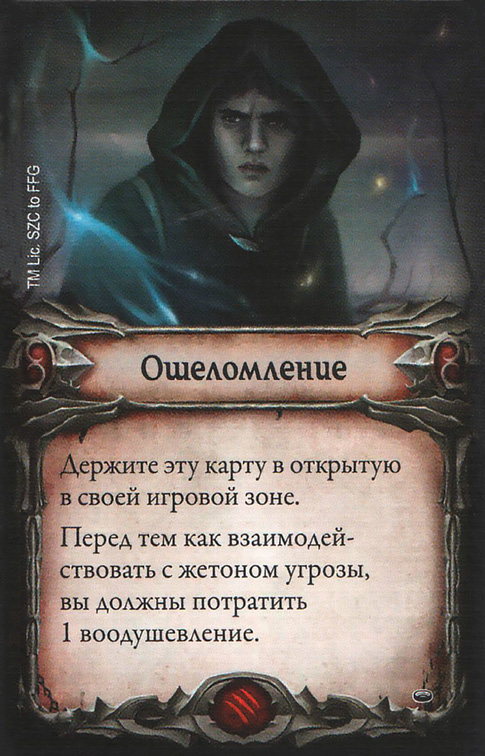 TM Lic. SZC to FFG
Ошеломление
Держите эту карту в открытую
в своей игровой зоне.
Перед тем как взаимодей-
ствовать с жетоном угрозы,
вы должны потратить
1 воодушевление.